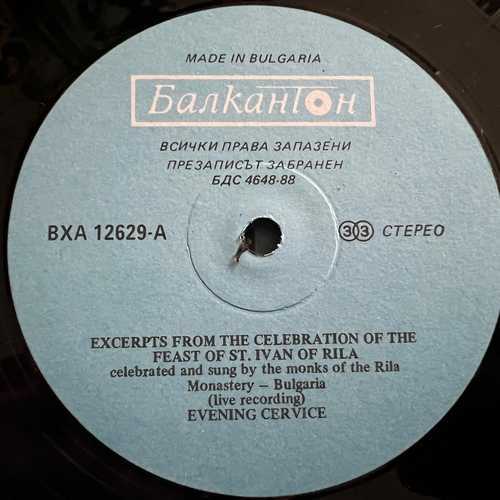 MADE IN BULGARIA
БалканТон
ВСИЧКИ ПРАВА ЗАПАЗЕНИ
ПРЕЗАПИСЪТ ЗАБРАНЕН
БДС 4648-88
ВХА 12629-А
33 СТЕРЕО
EXCERPTS FROM THE CELEBRATION OF THE
FEAST OF ST. IVAN OF RILA
celebrated and sung by the monks of the Rila
Monastery – Bulgaria
(live recording)
EVENING CERVICE